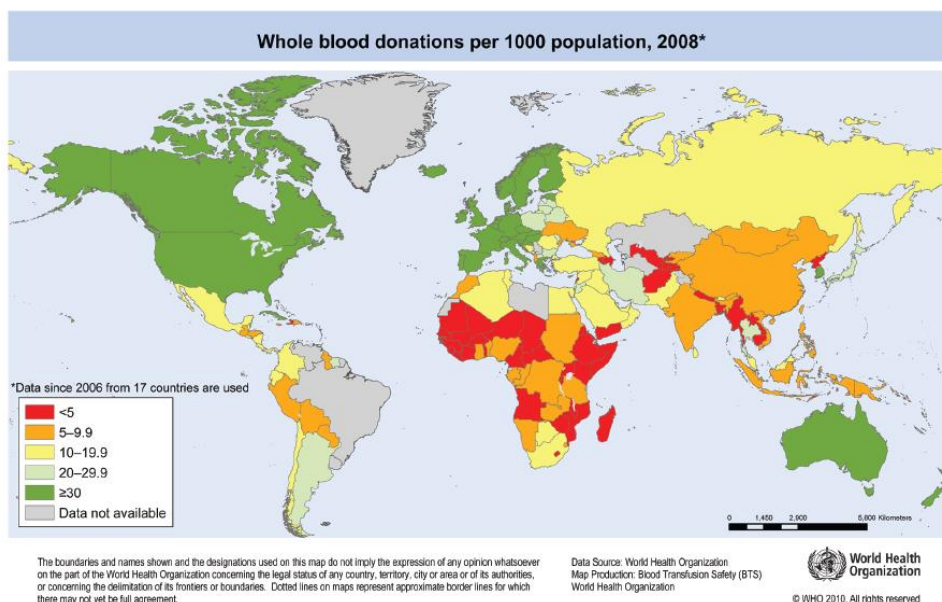 Whole blood donations per 1000 population, 2008*
*Data since 2006 from 17 countries are used
<5
5–9.9
10–19.9
20–29.9
≥30
Data not available
0 1,450 2,900 5,800 Kilometers
The boundaries and names shown and the designations used on this map do not imply the expression of any opinion whatsoever
on the part of the World Health Organization concerning the legal status of any country, territory, city or area or of its authorities,
or concerning the delimitation of its frontiers or boundaries. Dotted lines on maps represent approximate border lines for which
there may not yet be full agreement.
Data Source: World Health Organization
Map Production: Blood Transfusion Safety (BTS)
World Health Organization
World Health
Organization
© WHO 2010. All rights reserved